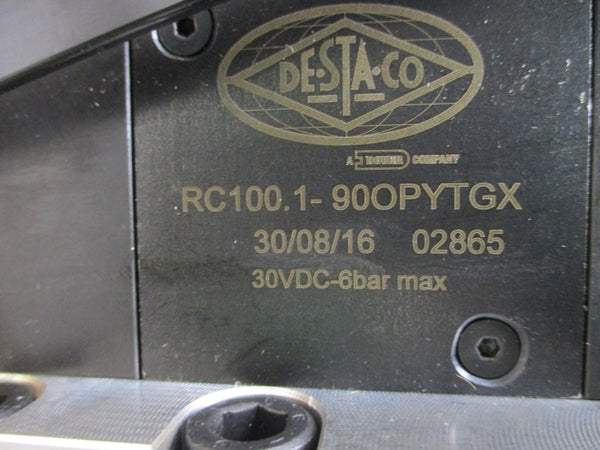 DE-STA-CO
A DOVER COMPANY
RC100.1- 90OPYTGX
30/08/16 02865
30VDC-6bar max